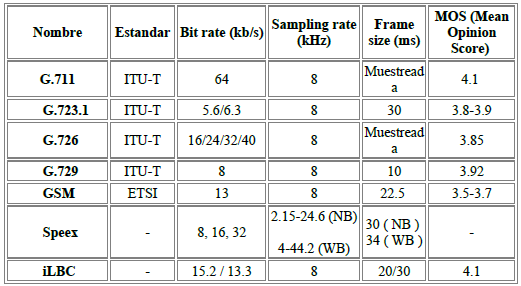 Nombre Estandar Bit rate (kb/s) Sampling rate (kHz) Frame size (ms) MOS (Mean Opinion Score)
G.711 ITU-T 64 8 Muestreada 4.1
G.723.1 ITU-T 5.6/6.3 8 30 3.8-3.9
G.726 ITU-T 16/24/32/40 8 Muestreada 3.85
G.729 ITU-T 8 8 10 3.92
GSM ETSI 13 8 22.5 3.5-3.7
Speex - 8, 16, 32 2.15-24.6 (NB) 4-44.2 (WB) 30 ( NB ) 34 ( WB ) -
iLBC - 15.2 / 13.3 8 20/30 4.1